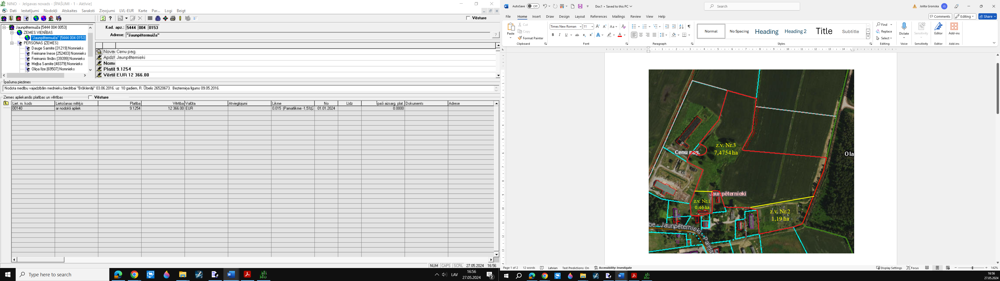 NINO - Jelgavas novads - [ĪPAŠUMI - 1 - Aktīvie]
Dati Iestatījumi Nodokļi Atskaites Saraksti Ziņojumi LVL-EUR Karte Par... Logi Beigt
Vēsture
Jaunpētermuiža [5444 004 0053]
ZEMES VIENĪBAS
"Jaunpētermuiža" [5444 004 0153]
PERSONAS (ZEMES)
Dauge Sarmīte [31219] Nomnieks
Freimane Inese [252403] Nomnieks
Freimanis Ilmārs [39399] Nomnieks
Meļba Sarmīte [48379] Nomnieks
Oliņa Ilze [69507] Nomnieks
Kad. apz.: 5444 004 0153
Adrese: "Jaunpētermuiža"
Novad Cenu pag.
Apdzīv Jaunpēternieki
Noma
Platīb 9.1254
Vērtīb EUR 12 366.00
Īpašuma piezīmes
Nodota medību vajadzībām mednieku biedrībai "Brūklenāji" 03.06.2016. uz 10 gadiem, R. Ūbelis 26520673. Beztermiņa līgums 09.05.2016.
Zemes apliekamās platības un vērtības Vēsture
Liet. m. kods Lietošanas mērķis Platība Vērtība Valūta Atvieglojumi Likme No Līdz Īpaši aizsarg. plat. Dokuments Adrese
00140 ar nodokli apliek 9.1254 12 366.00 EUR 0.015 (Pamatlikme -1,5%(2 01.01.2024 0.0000
NUM CAPS SCRL 27.05.2024 16:56
Type here to search
LAV
16:56
27.05.2024
2
AutoSave Off Doc1 • Saved to this PC
Search
Jolita Gronska JG
File Home Insert Draw Design Layout References Mailings Review View Help
Comments Editing Share
Paste
Cut
Copy
Format Painter
Clipboard
Times New Roman 11
Font
Paragraph
Normal No Spacing Heading Heading 2 Title Subtitle
Styles
Find
Replace
Select
Editing
Dictate
Voice
Sensitivity
Sensitivity
Editor
Editor
Add-ins
Add-ins
z.v. Nr.3
7,4754 ha
Cenu pag.
Ola
Jaunpēternieki
z.v. Nr.1
0,46 ha
z.v. Nr.2
1,19 ha
be - Jaunpēternieki - Paleja
Page 1 of 2 12 words Latvian Text Predictions: On Accessibility: Investigate
Display Settings Focus 142%
16:56
27.05.2024